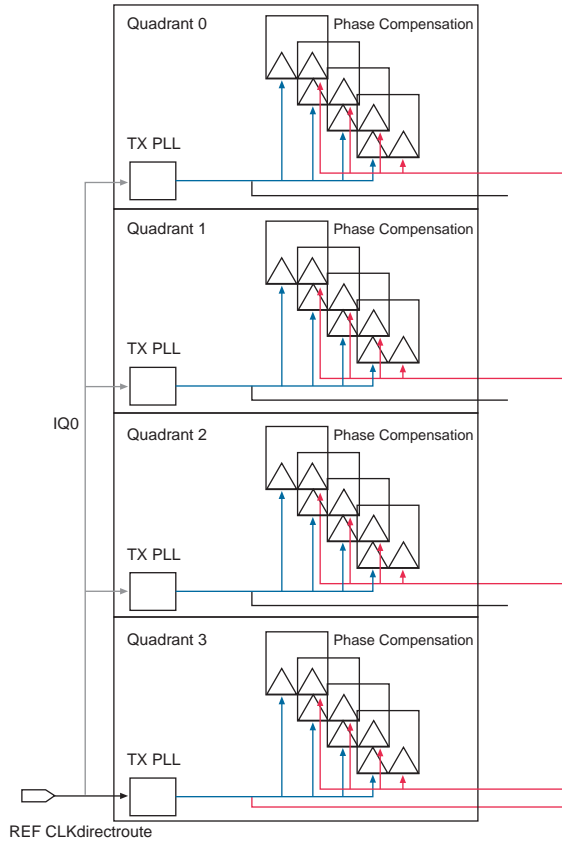 Quadrant 0
Phase Compensation
TX PLL
Quadrant 1
Phase Compensation
TX PLL
IQ0
Quadrant 2
Phase Compensation
TX PLL
Quadrant 3
Phase Compensation
TX PLL
REF CLKdirectroute